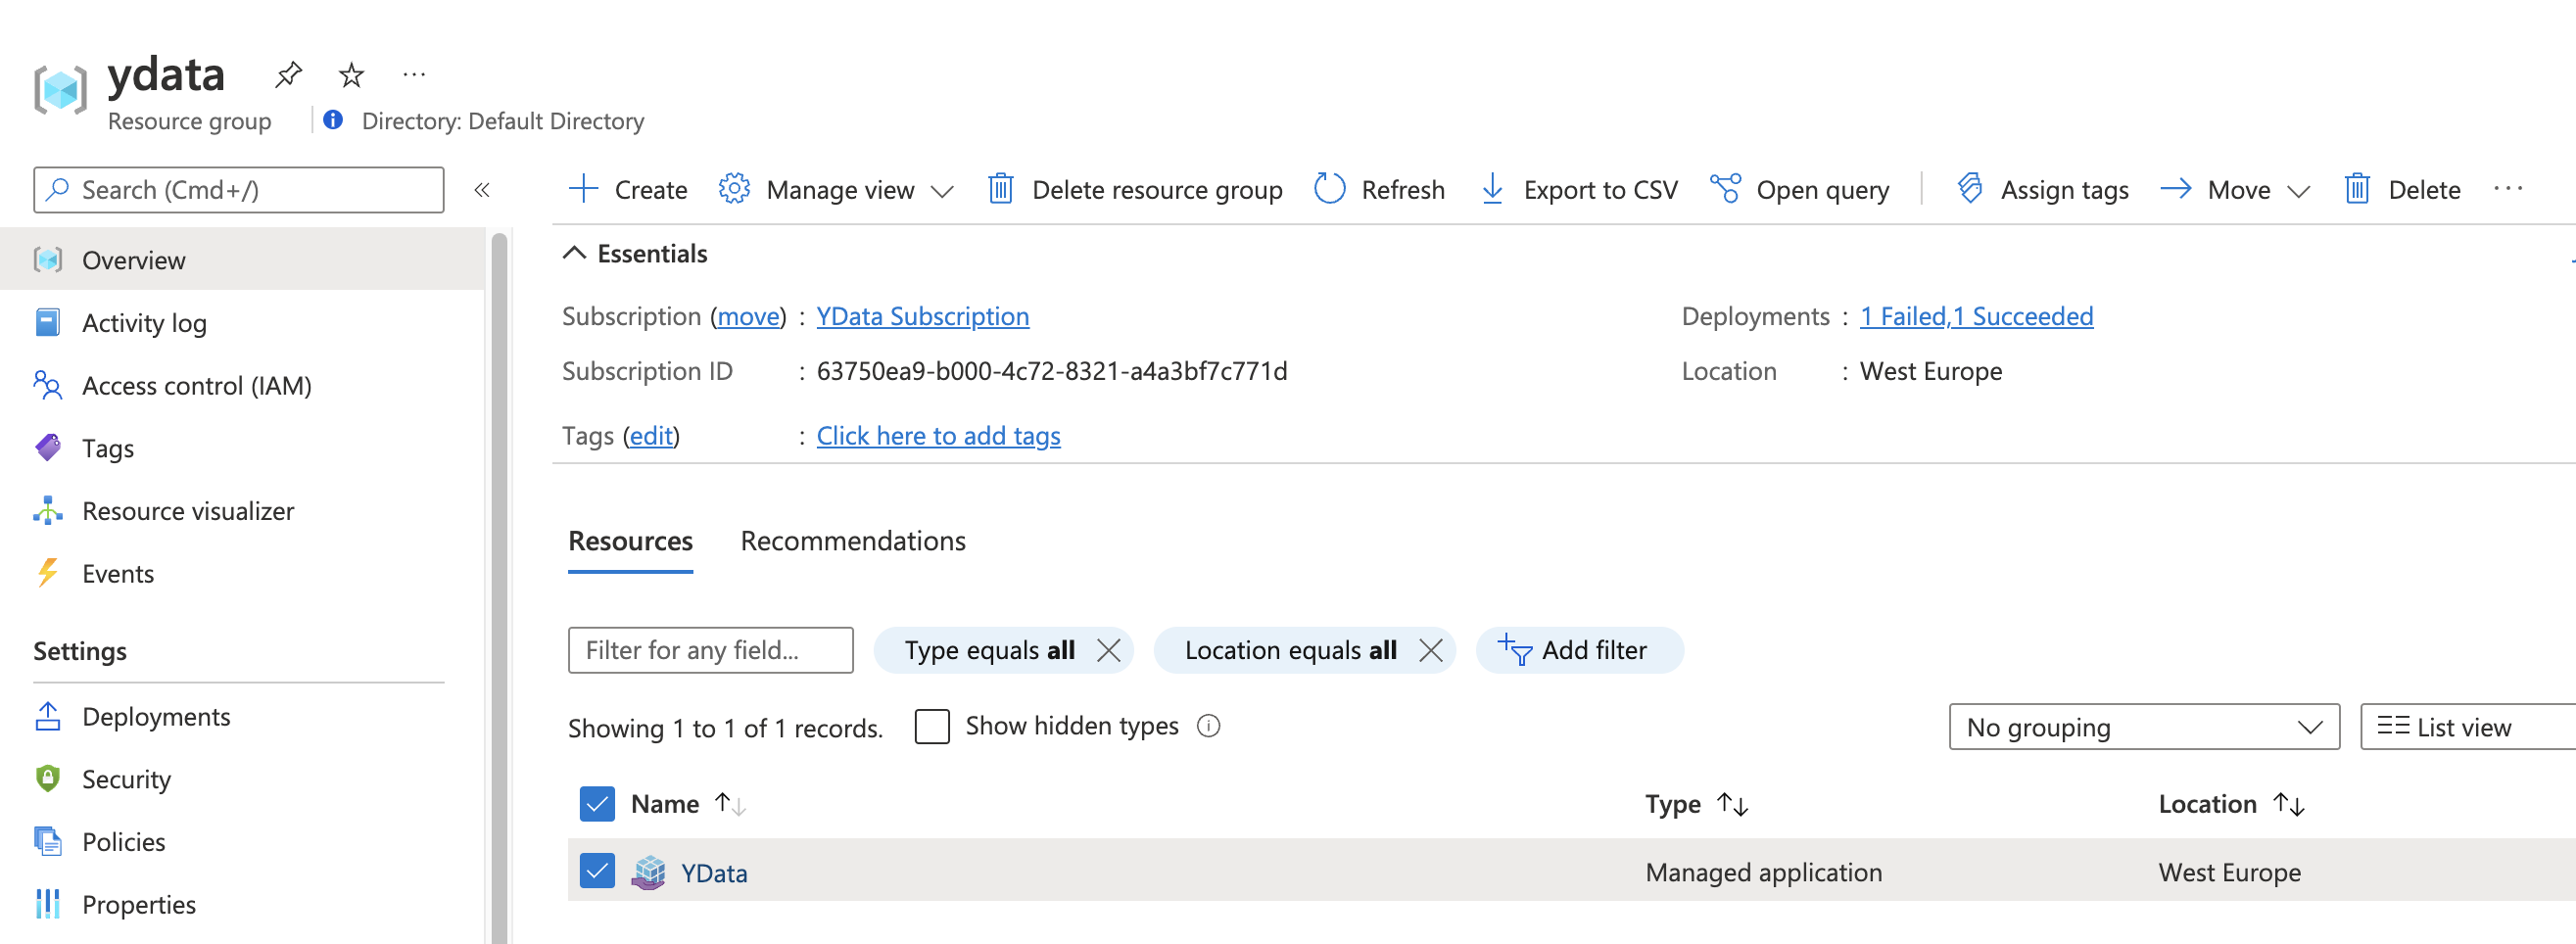 ydata
Resource group
Directory: Default Directory
Search (Cmd+/)
Create
Manage view
Delete resource group
Refresh
Export to CSV
Open query
Assign tags
Move
Delete
Overview
Activity log
Access control (IAM)
Tags
Resource visualizer
Events
Settings
Deployments
Security
Policies
Properties
Essentials
Subscription (move) : YData Subscription
Deployments : 1 Failed,1 Succeeded
Subscription ID : 63750ea9-b000-4c72-8321-a4a3bf7c771d
Location : West Europe
Tags (edit) : Click here to add tags
Resources
Recommendations
Filter for any field...
Type equals all
Location equals all
Add filter
Showing 1 to 1 of 1 records.
Show hidden types
No grouping
List view
Name
Type
Location
YData
Managed application
West Europe